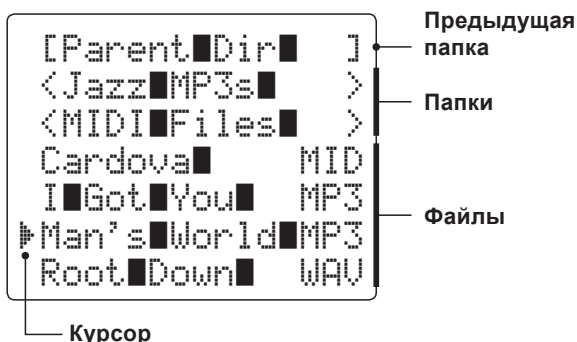 [Parent Dir ]
Предыдущая
папка
<Jazz MP3s >
<MIDI Files >
Папки
Cardova MID
I Got You MP3
Файлы
Man's World MP3
Root Down WAV
Курсор